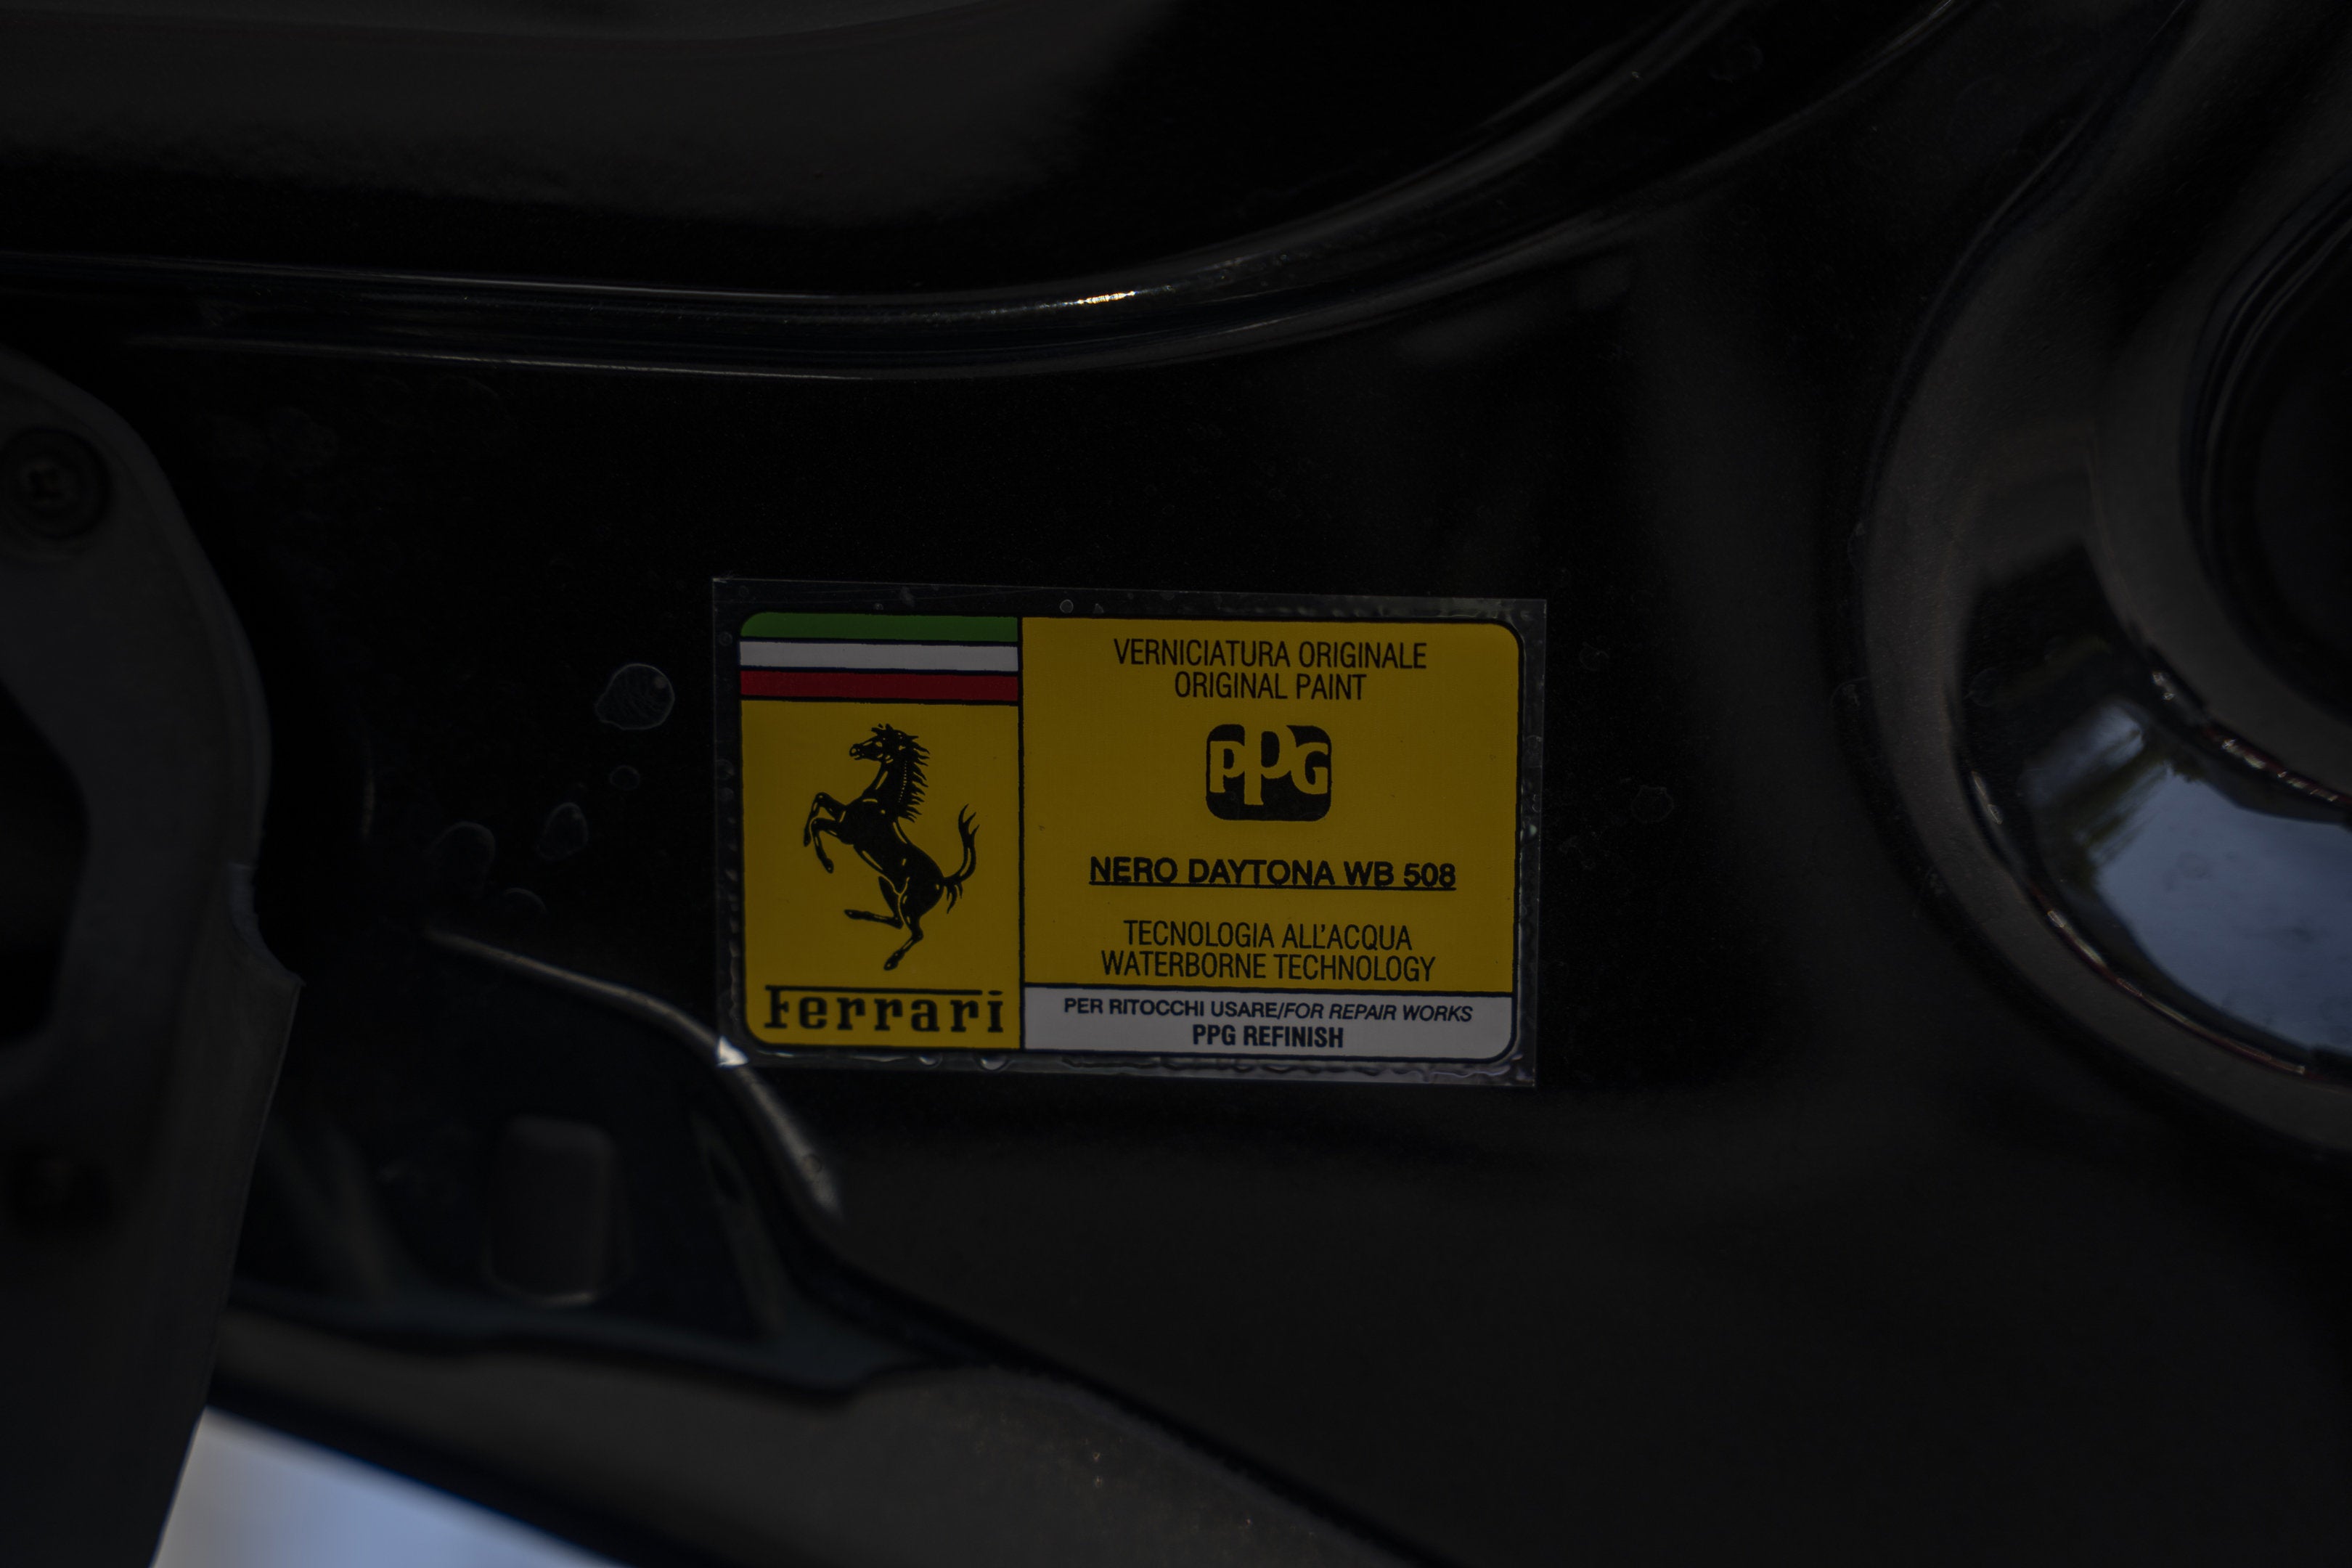 Ferrari
VERNICIATURA ORIGINALE
ORIGINAL PAINT
PPG
NERO DAYTONA WB 508
TECNOLOGIA ALL'ACQUA
WATERBORNE TECHNOLOGY
PER RITOCCHI USARE/FOR REPAIR WORKS
PPG REFINISH